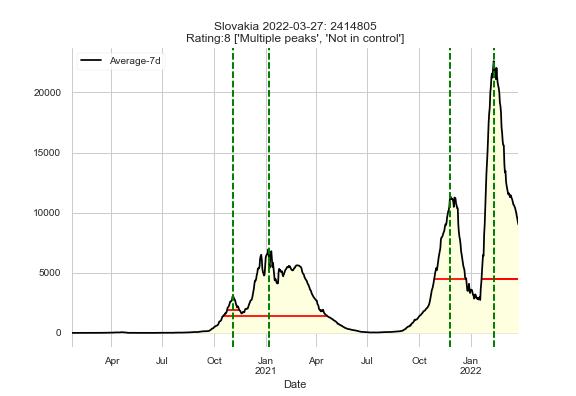 Slovakia 2022-03-27: 2414805
Rating:8 ['Multiple peaks', 'Not in control']
Average-7d
20000
15000
10000
5000
0
Apr Jul Oct Jan Apr Jul Oct Jan
2021 2022
Date